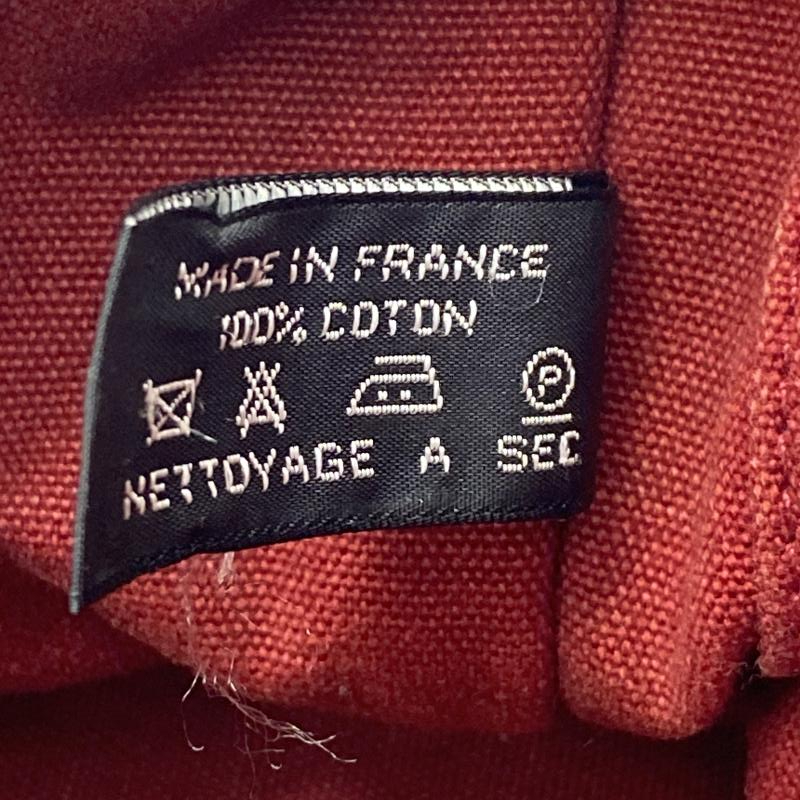 MADE IN FRANCE
100% COTON
P
NETTOYAGE A SEC